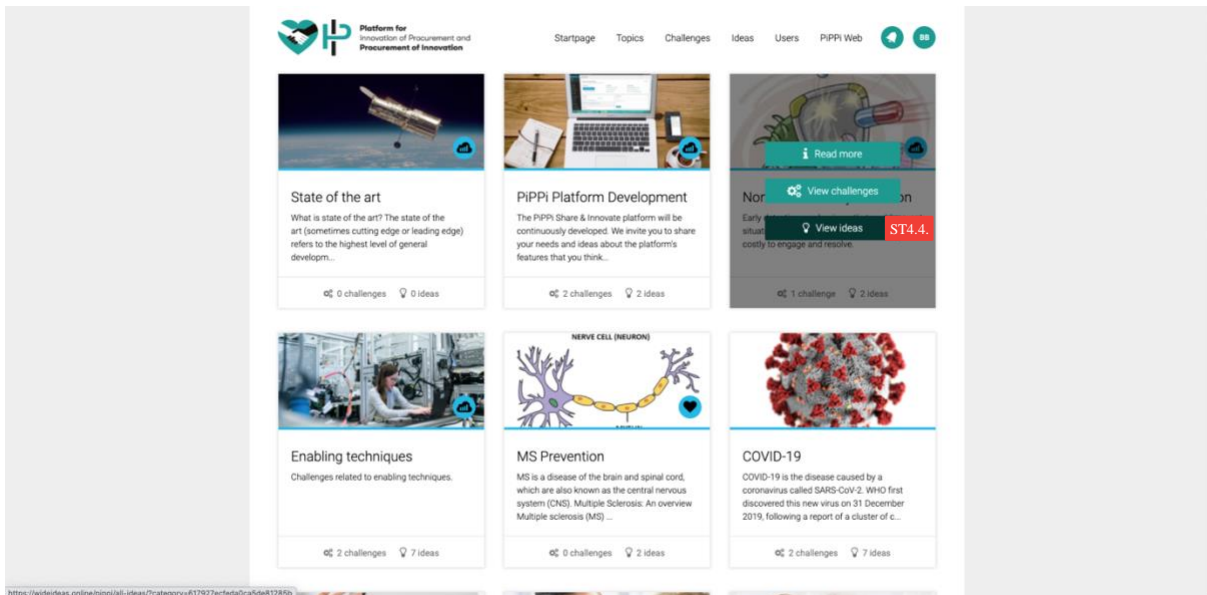 Platform for
Innovation of Procurement and
Procurement of Innovation
Startpage Topics Challenges Ideas Users PiPPi Web BB
State of the art
What is state of the art? The state of the
art (sometimes cutting edge or leading edge)
refers to the highest level of general
developm...
0 challenges 0 ideas
PiPPi Platform Development
The PiPPi Share & Innovate platform will be
continuously developed. We invite you to share
your needs and ideas about the platform's
features that you think...
2 challenges 2 ideas
Read more
View challenges
Nor on
Early
View ideas
situat
ST4.4.
costly to engage and resolve.
1 challenge 2 ideas
Enabling techniques
Challenges related to enabling techniques.
2 challenges 7 ideas
NERVE CELL (NEURON)
MS Prevention
MS is a disease of the brain and spinal cord,
which are also known as the central nervous
system (CNS). Multiple Sclerosis: An overview
Multiple sclerosis (MS) ...
0 challenges 2 ideas
COVID-19
COVID-19 is the disease caused by a
coronavirus called SARS-CoV-2. WHO first
discovered this new virus on 31 December
2019, following a report of a cluster of c...
2 challenges 7 ideas